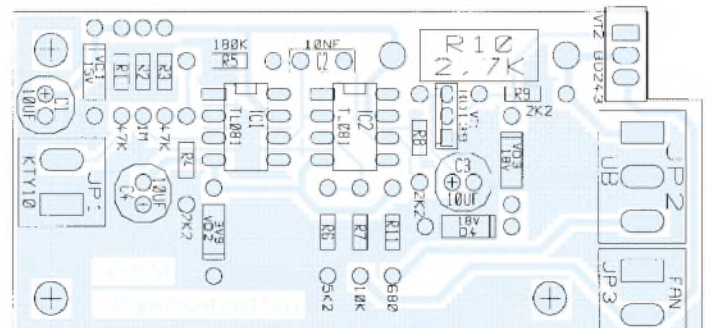 180K
R5
10NF
C2
R10
2.7K
VT2 BD243
R9
2K2
VD1
15V
R1
R2
R3
C1
10UF
47K
1M
47K
TL081
IC1
TL081
IC2
R8
2K2
VT1
VD3
18V
C3
10UF
KTY10
JP1
R4
2K2
C4
10UF
3V9
VD2
R6
5K2
R7
10K
R11
680
18V
D4
UB
JP2
FAN
JP3